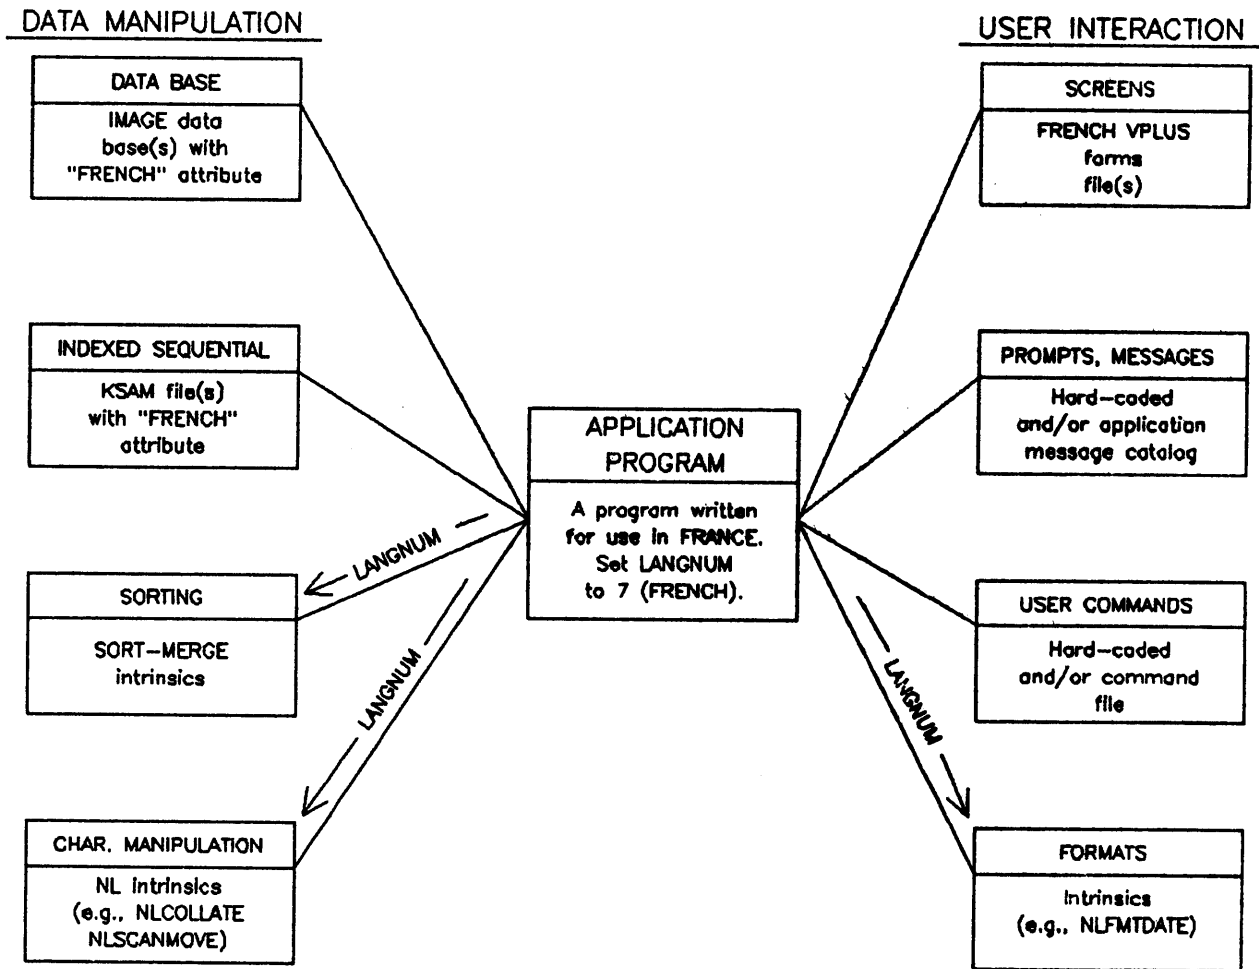 DATA MANIPULATION
DATA BASE
IMAGE data
base(s) with
"FRENCH" attribute
INDEXED SEQUENTIAL
KSAM file(s)
with "FRENCH"
attribute
SORTING
SORT-MERGE
intrinsics
CHAR. MANIPULATION
NL intrinsics
(e.g., NLCOLLATE
NLSCANMOVE)
LANGNUM
LANGNUM
APPLICATION
PROGRAM
A program written
for use in FRANCE.
Set LANGNUM
to 7 (FRENCH).
LANGNUM
USER INTERACTION
SCREENS
FRENCH VPLUS
forms
file(s)
PROMPTS, MESSAGES
Hard-coded
and/or application
message catalog
USER COMMANDS
Hard-coded
and/or command
file
FORMATS
Intrinsics
(e.g., NLFMTDATE)